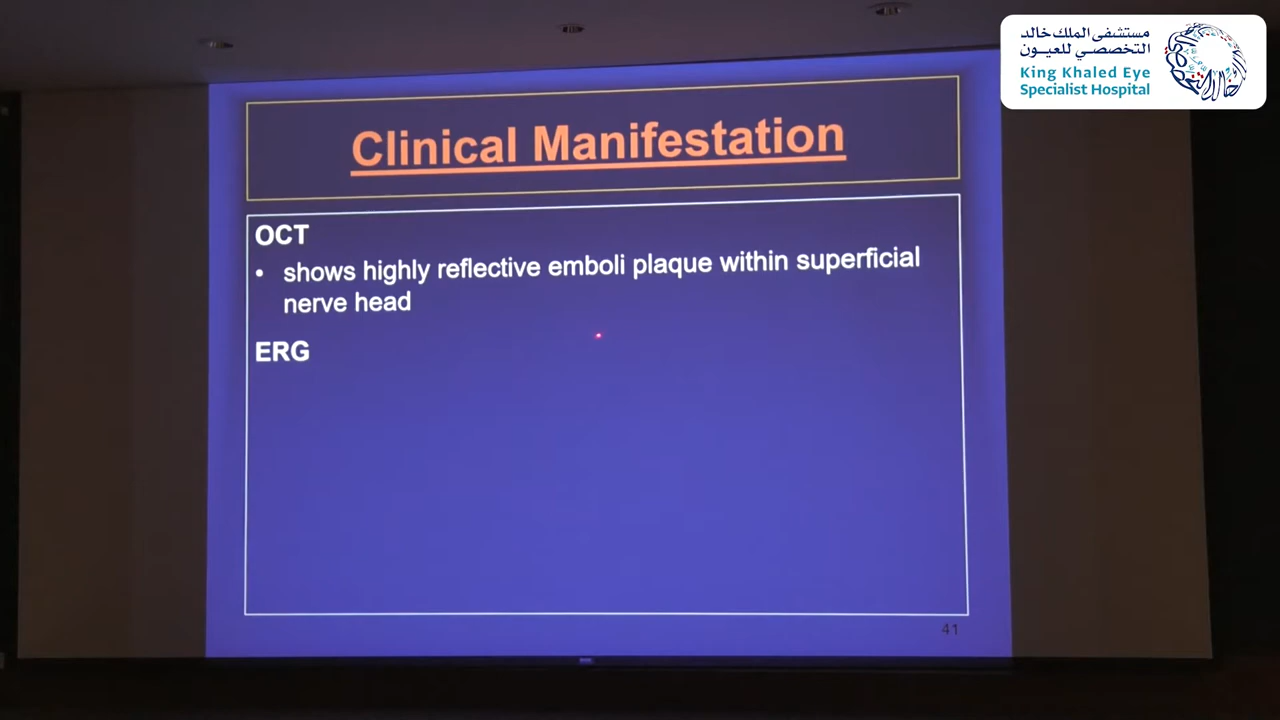 مستشفى الملك خالد
التخصصي للعيون
King Khaled Eye
Specialist Hospital
Clinical Manifestation
OCT
• shows highly reflective emboli plaque within superficial
nerve head
ERG
41